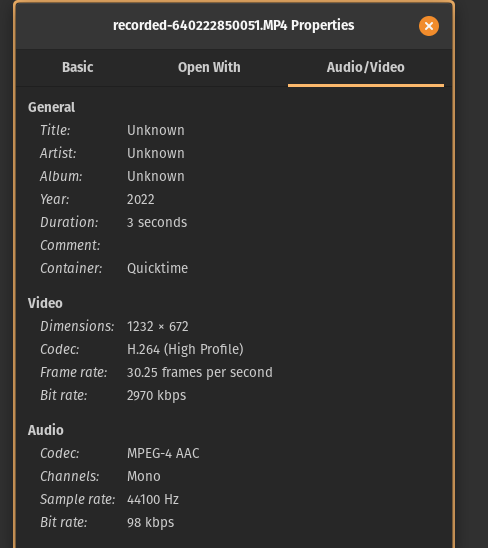 recorded-640222850051.MP4 Properties
Basic Open With Audio/Video
General
Title: Unknown
Artist: Unknown
Album: Unknown
Year: 2022
Duration: 3 seconds
Comment:
Container: Quicktime
Video
Dimensions: 1232 × 672
Codec: H.264 (High Profile)
Frame rate: 30.25 frames per second
Bit rate: 2970 kbps
Audio
Codec: MPEG-4 AAC
Channels: Mono
Sample rate: 44100 Hz
Bit rate: 98 kbps